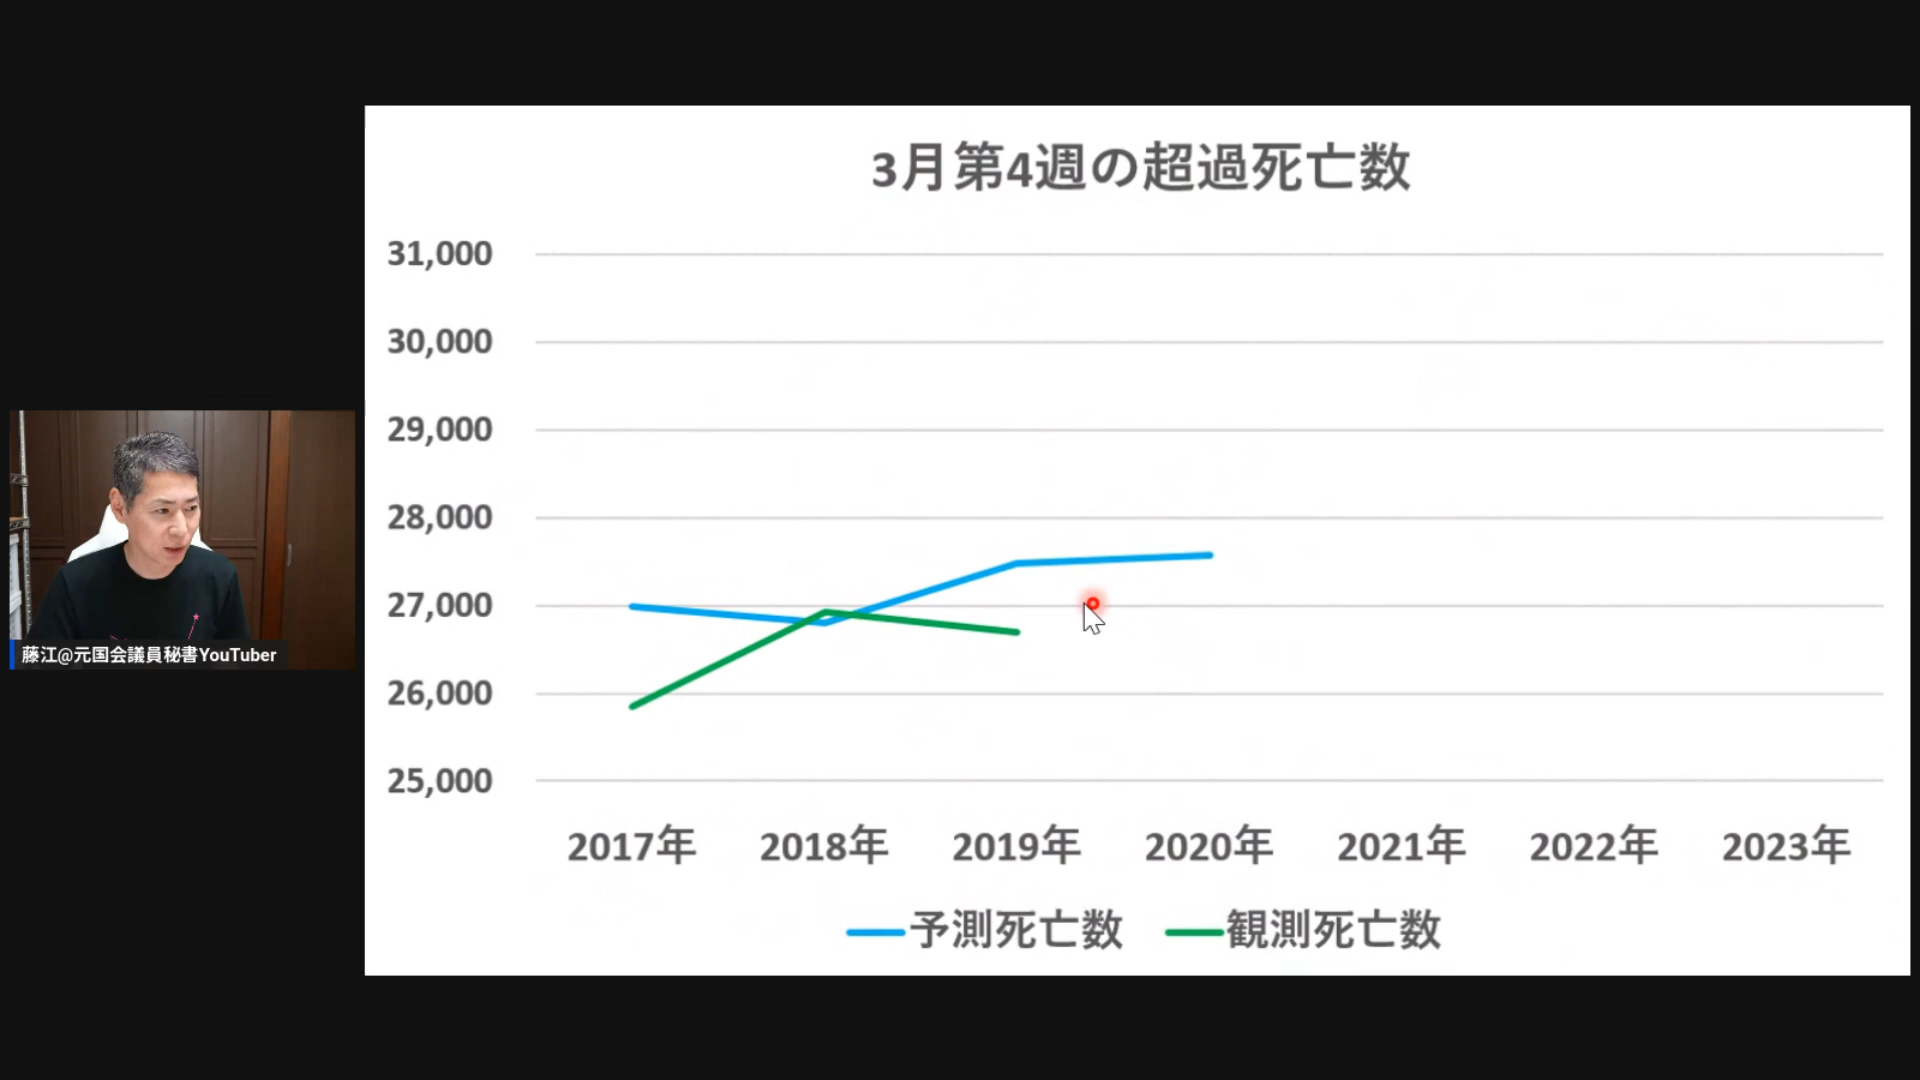 3月第4週の超過死亡数
31,000
30,000
29,000
28,000
27,000
26,000
25,000
2017年 2018年 2019年 2020年 2021年 2022年 2023年
予測死亡数 観測死亡数
藤江@元国会議員秘書YouTuber